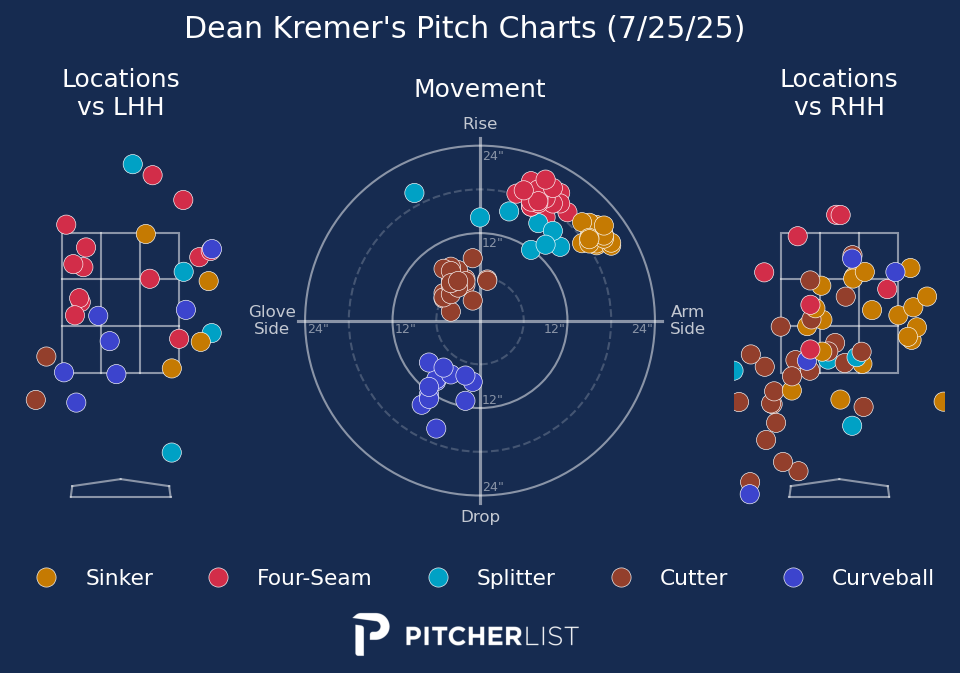 Dean Kremer's Pitch Charts (7/25/25)
Locations
vs LHH
Movement
Locations
vs RHH
Rise
24"
12"
Glove
Side
24"
12"
12"
24"
Arm
Side
12"
24"
Drop
Sinker
Four-Seam
Splitter
Cutter
Curveball
PITCHERLIST